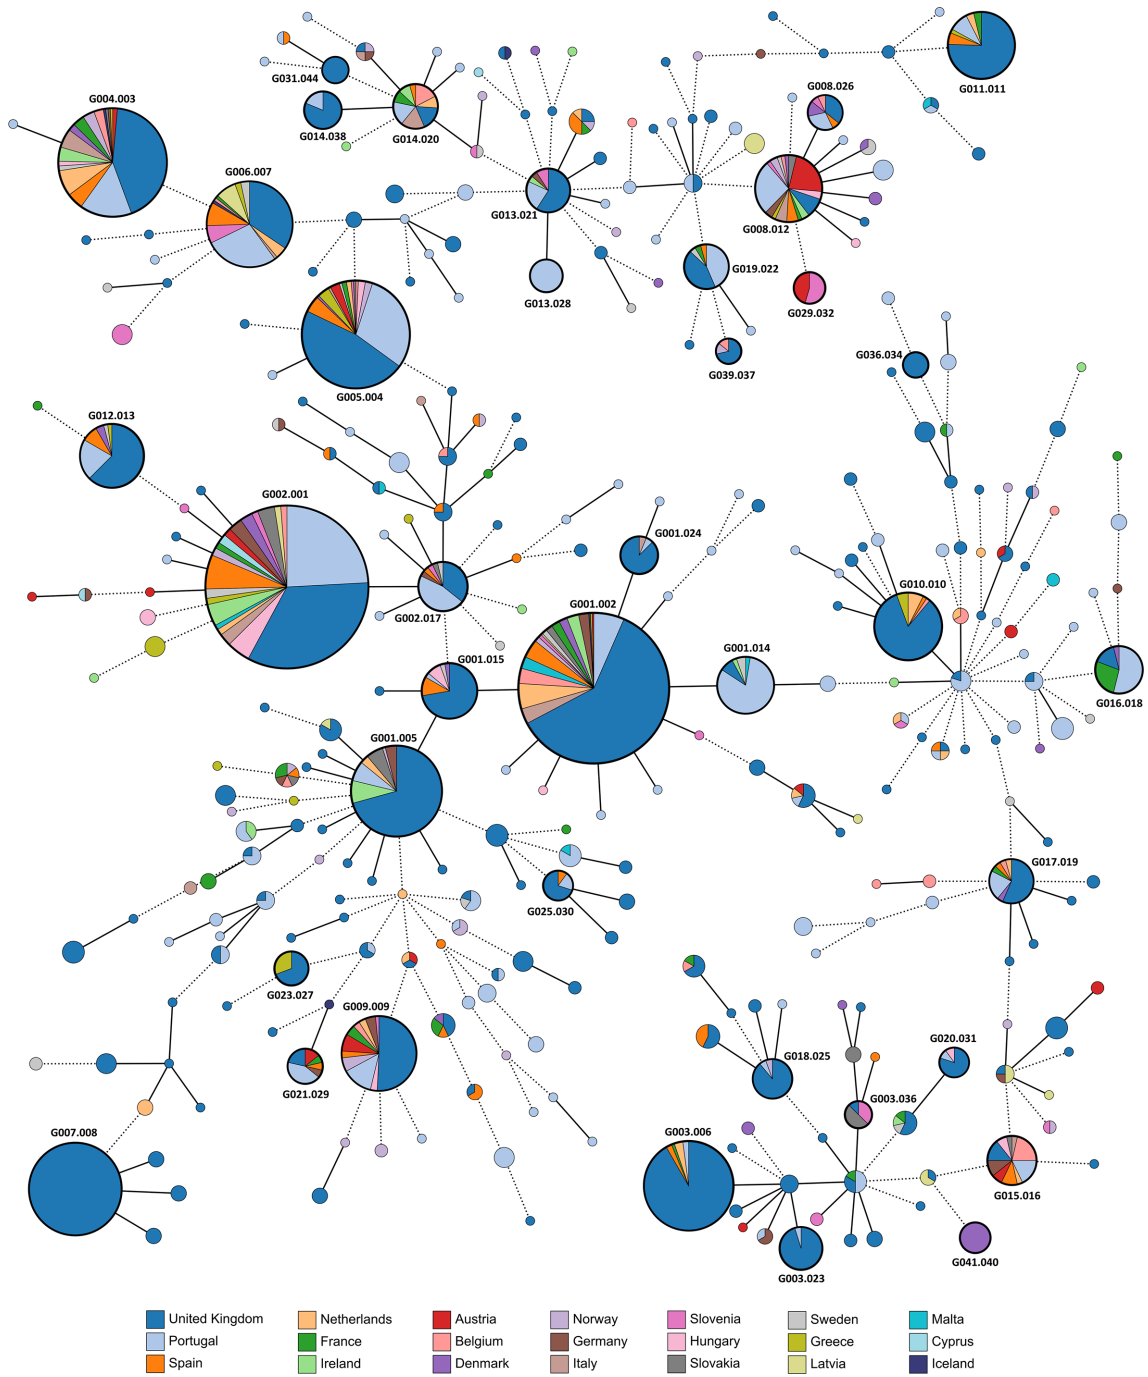 G011.011
G031.044
G008.026
G004.003
G014.038
G014.020
G006.007
G013.021
G008.012
G019.022
G013.028
G029.032
G036.034
G039.037
G005.004
G012.013
G002.001
G001.024
G010.010
G002.017
G001.002
G001.015
G001.014
G016.018
G001.005
G017.019
G025.030
G023.027
G009.009
G020.031
G018.025
G021.029
G003.036
G007.008
G003.006
G015.016
G041.040
G003.023
United Kingdom Netherlands Austria Norway Slovenia Sweden Malta
Portugal France Belgium Germany Hungary Greece Cyprus
Spain Ireland Denmark Italy Slovakia Latvia Iceland